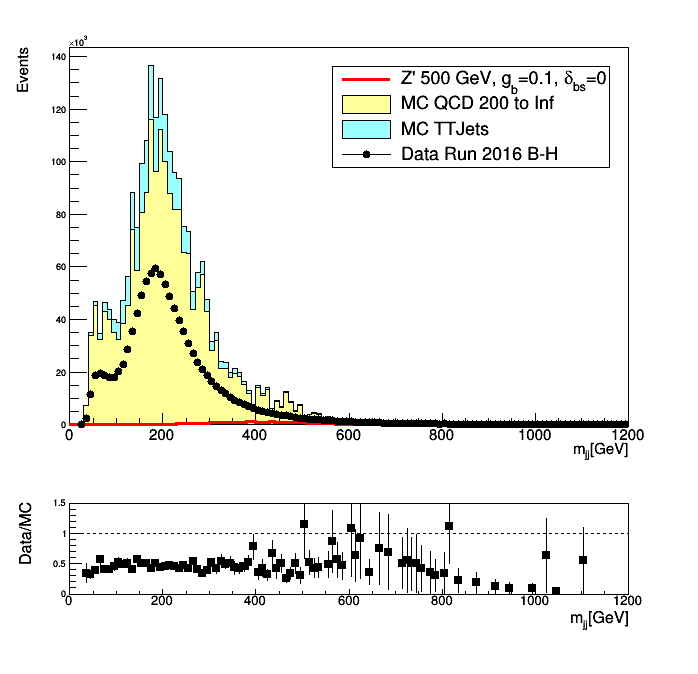 ×10³
Events
140
120
100
80
60
40
20
0
0 200 400 600 800 1000 1200
m_jj[GeV]
Z' 500 GeV, g_b=0.1, δ_bs=0
MC QCD 200 to Inf
MC TTJets
Data Run 2016 B-H
Data/MC
1.5
1
0.5
0
0 200 400 600 800 1000 1200
m_jj[GeV]